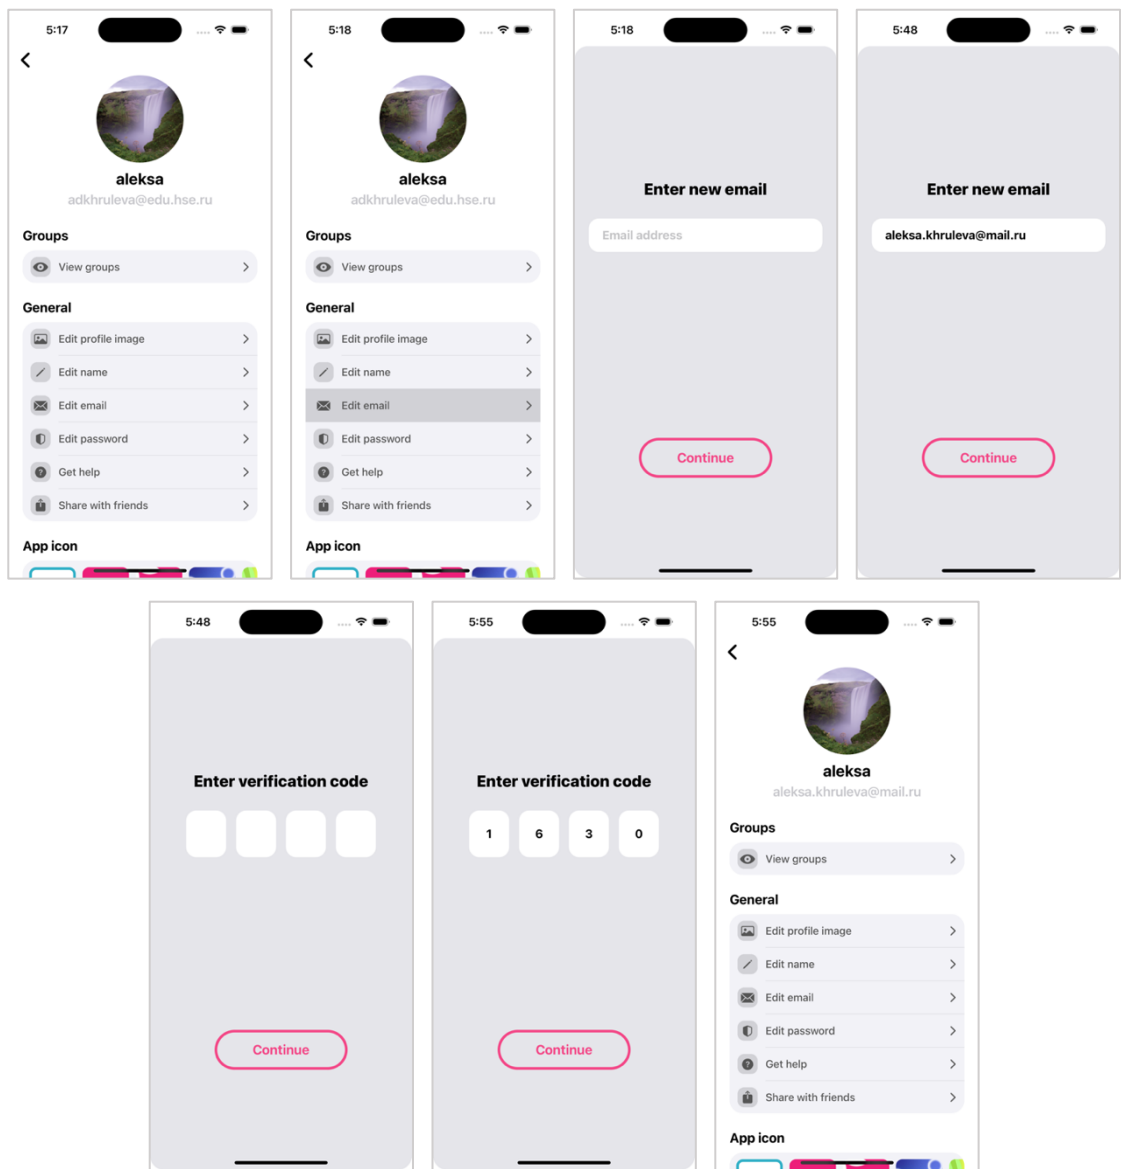 5:17
aleksa
adkhruleva@edu.hse.ru
Groups
View groups
General
Edit profile image
Edit name
Edit email
Edit password
Get help
Share with friends
App icon
5:18
aleksa
adkhruleva@edu.hse.ru
Groups
View groups
General
Edit profile image
Edit name
Edit email
Edit password
Get help
Share with friends
App icon
5:18
Enter new email
Email address
Continue
5:48
Enter new email
aleksa.khruleva@mail.ru
Continue
5:48
Enter verification code
Continue
5:55
Enter verification code
1 6 3 0
Continue
5:55
aleksa
aleksa.khruleva@mail.ru
Groups
View groups
General
Edit profile image
Edit name
Edit email
Edit password
Get help
Share with friends
App icon